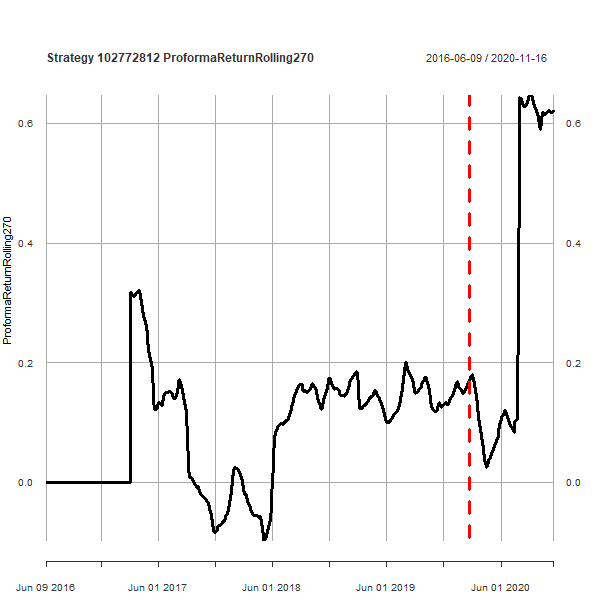 Strategy 102772812 ProformaReturnRolling270
2016-06-09 / 2020-11-16
ProformaReturnRolling270
0.6
0.4
0.2
0.0
0.6
0.4
0.2
0.0
Jun 09 2016
Jun 01 2017
Jun 01 2018
Jun 01 2019
Jun 01 2020